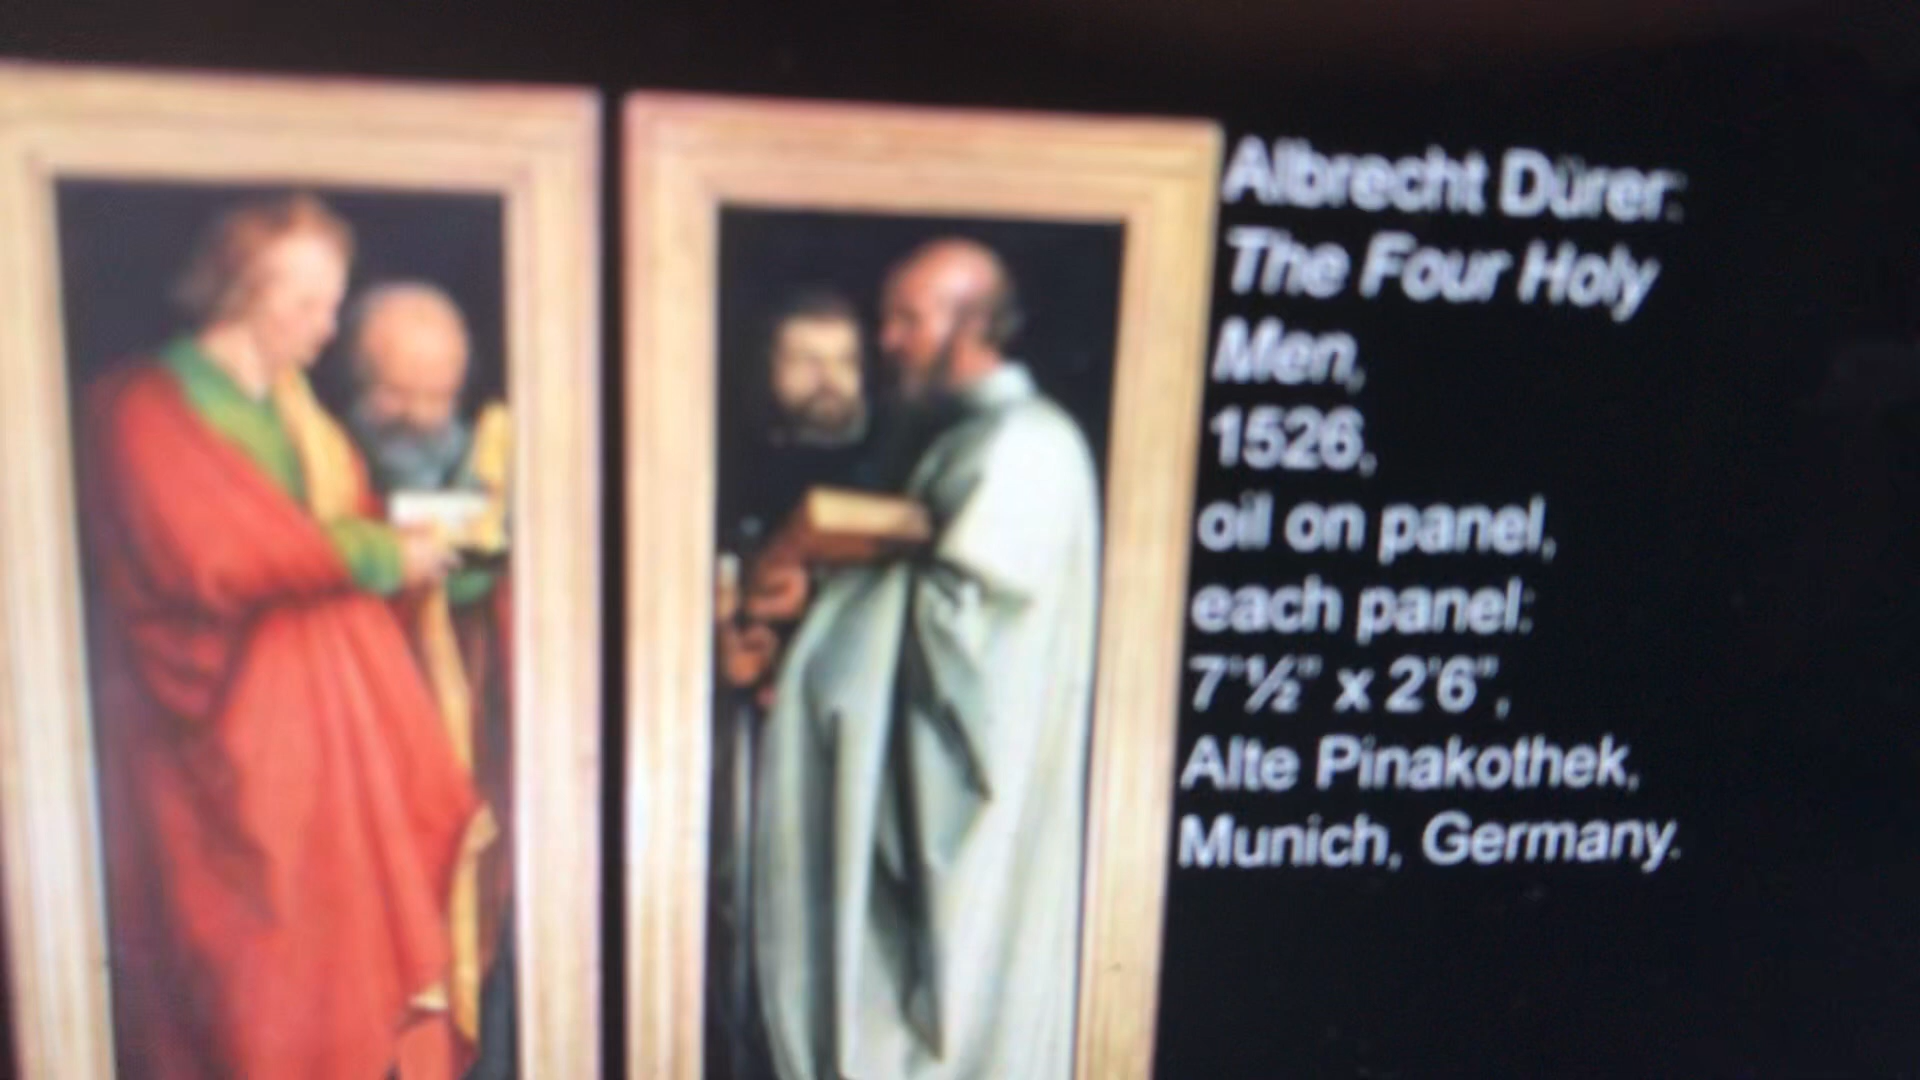 Albrecht Dürer:
The Four Holy
Men,
1526,
oil on panel,
each panel:
7'½" x 2'6",
Alte Pinakothek,
Munich, Germany.